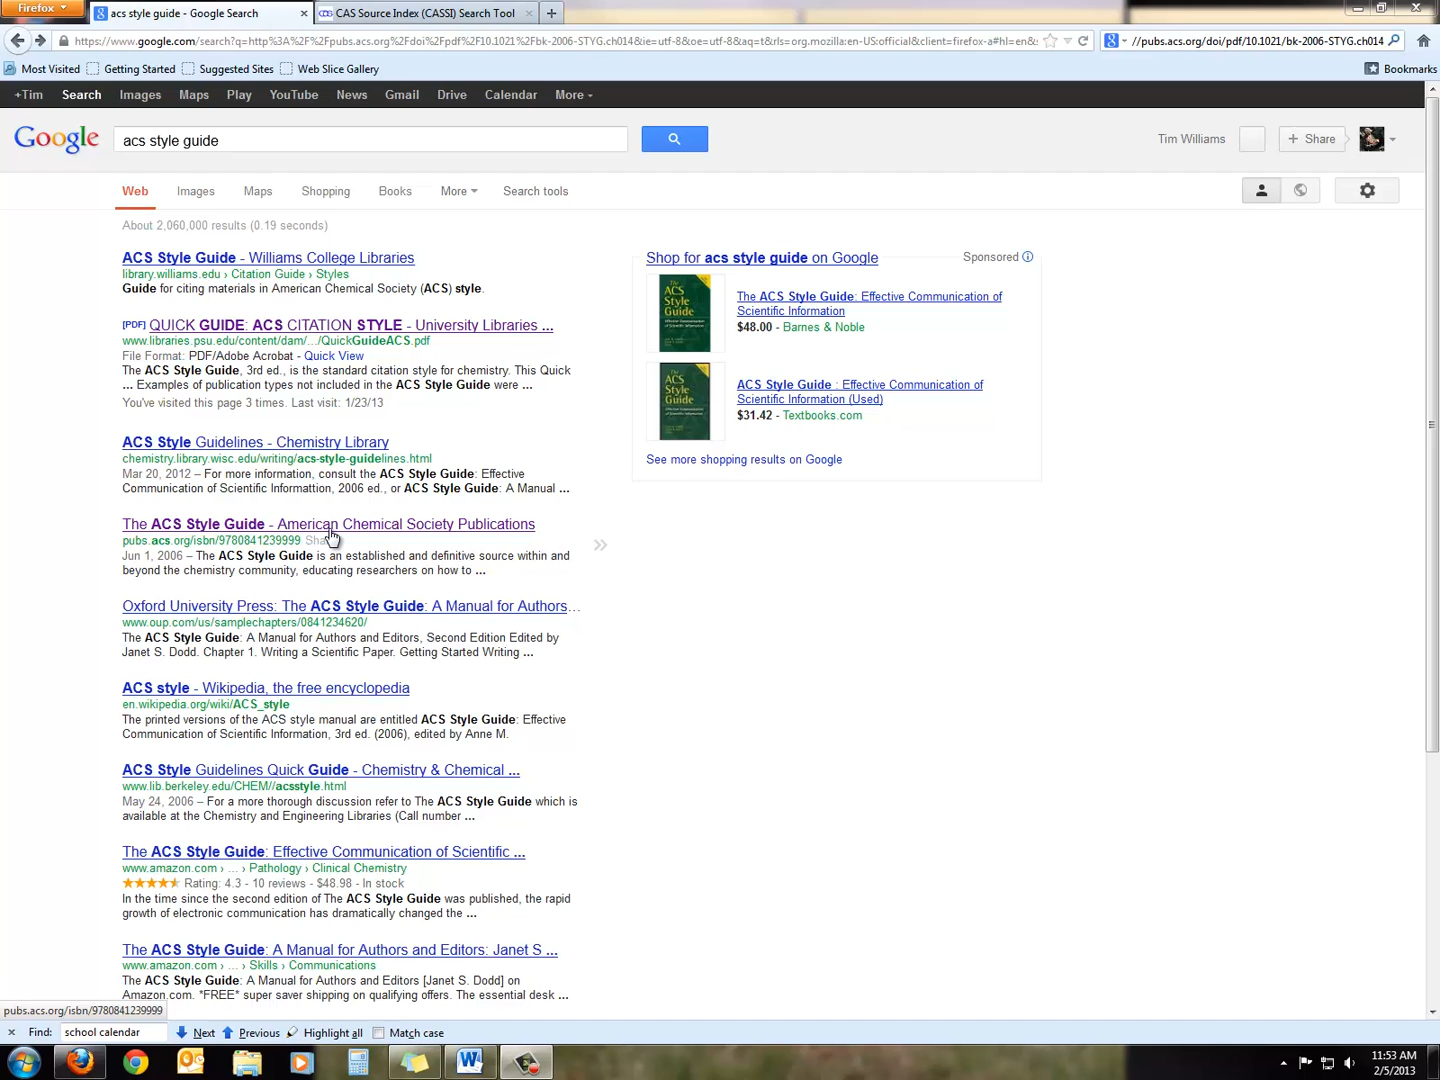 Firefox
acs style guide - Google Search
CAS Source Index (CASSI) Search Tool
https://www.google.com/search?q=http%3A%2F%2Fpubs.acs.org%2Fdoi%2Fpdf%2F10.1021%2Fbk-2006-STYG.ch014&ie=utf-8&oe=utf-8&aq=t&rls=org.mozilla:en-US:official&client=firefox-a#hl=en&s
//pubs.acs.org/doi/pdf/10.1021/bk-2006-STYG.ch014
Most Visited Getting Started Suggested Sites Web Slice Gallery Bookmarks
+Tim Search Images Maps Play YouTube News Gmail Drive Calendar More
Google acs style guide Tim Williams + Share
Web Images Maps Shopping Books More Search tools
About 2,060,000 results (0.19 seconds)
ACS Style Guide - Williams College Libraries
library.williams.edu › Citation Guide › Styles
Guide for citing materials in American Chemical Society (ACS) style.
[PDF] QUICK GUIDE: ACS CITATION STYLE - University Libraries ...
www.libraries.psu.edu/content/dam/.../QuickGuideACS.pdf
File Format: PDF/Adobe Acrobat - Quick View
The ACS Style Guide, 3rd ed., is the standard citation style for chemistry. This Quick
... Examples of publication types not included in the ACS Style Guide were ...
You've visited this page 3 times. Last visit: 1/23/13
ACS Style Guidelines - Chemistry Library
chemistry.library.wisc.edu/writing/acs-style-guidelines.html
Mar 20, 2012 – For more information, consult the ACS Style Guide: Effective
Communication of Scientific Informattion, 2006 ed., or ACS Style Guide: A Manual ...
The ACS Style Guide - American Chemical Society Publications
pubs.acs.org/isbn/9780841239999
Jun 1, 2006 – The ACS Style Guide is an established and definitive source within and
beyond the chemistry community, educating researchers on how to ...
Oxford University Press: The ACS Style Guide: A Manual for Authors...
www.oup.com/us/samplechapters/0841234620/
The ACS Style Guide: A Manual for Authors and Editors, Second Edition Edited by
Janet S. Dodd. Chapter 1. Writing a Scientific Paper. Getting Started Writing ...
ACS style - Wikipedia, the free encyclopedia
en.wikipedia.org/wiki/ACS_style
The printed versions of the ACS style manual are entitled ACS Style Guide: Effective
Communication of Scientific Information, 3rd ed. (2006), edited by Anne M.
ACS Style Guidelines Quick Guide - Chemistry & Chemical ...
www.lib.berkeley.edu/CHEM//acsstyle.html
May 24, 2006 – For a more thorough discussion refer to The ACS Style Guide which is
available at the Chemistry and Engineering Libraries (Call number ...
The ACS Style Guide: Effective Communication of Scientific ...
www.amazon.com › ... › Pathology › Clinical Chemistry
Rating: 4.3 - 10 reviews - $48.98 - In stock
In the time since the second edition of The ACS Style Guide was published, the rapid
growth of electronic communication has dramatically changed the ...
The ACS Style Guide: A Manual for Authors and Editors: Janet S ...
www.amazon.com › ... › Skills › Communications
The ACS Style Guide: A Manual for Authors and Editors [Janet S. Dodd] on
Amazon.com. *FREE* super saver shipping on qualifying offers. The essential desk ...
Shop for acs style guide on Google Sponsored
The
ACS
Style
Guide
The ACS Style Guide: Effective Communication of
Scientific Information
$48.00 - Barnes & Noble
The
ACS
Style
Guide
ACS Style Guide : Effective Communication of
Scientific Information (Used)
$31.42 - Textbooks.com
See more shopping results on Google
pubs.acs.org/isbn/9780841239999
Find: school calendar Next Previous Highlight all Match case
11:53 AM
2/5/2013